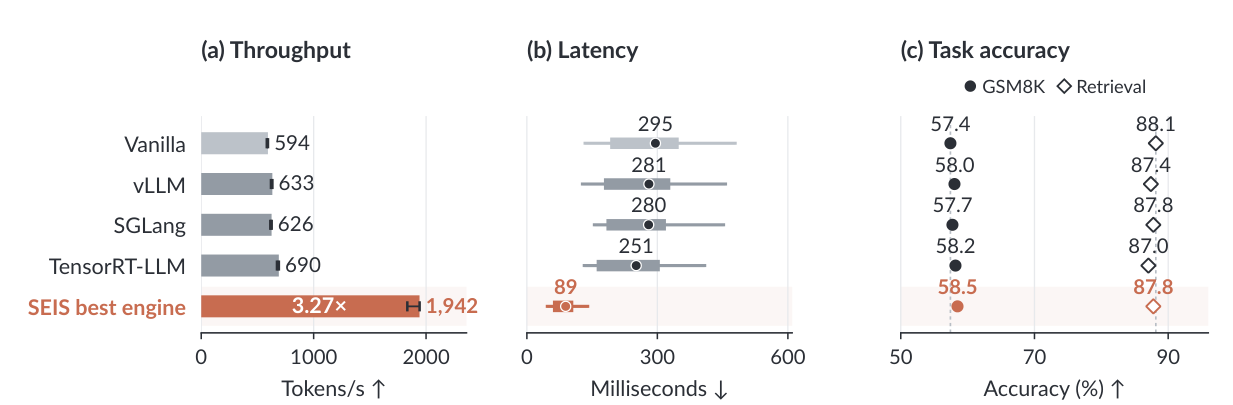 (a) Throughput
(b) Latency
(c) Task accuracy
GSM8K Retrieval
Vanilla 594 295 57.4 88.1
vLLM 633 281 58.0 87.4
SGLang 626 280 57.7 87.8
TensorRT-LLM 690 251 58.2 87.0
SEIS best engine 3.27× 1,942 89 58.5 87.8
0 1000 2000
0 300 600
50 70 90
Tokens/s ↑
Milliseconds ↓
Accuracy (%) ↑